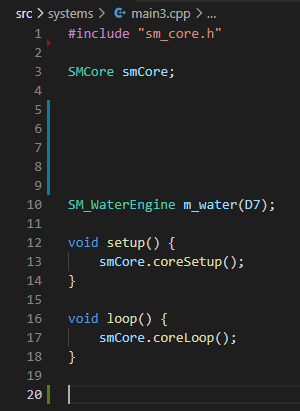 src > systems > main3.cpp > ...
1 #include "sm_core.h"
2
3 SMCore smCore;
4
5
6
7
8
9
10 SM_WaterEngine m_water(D7);
11
12 void setup() {
13 smCore.coreSetup();
14 }
15
16 void loop() {
17 smCore.coreLoop();
18 }
19
20